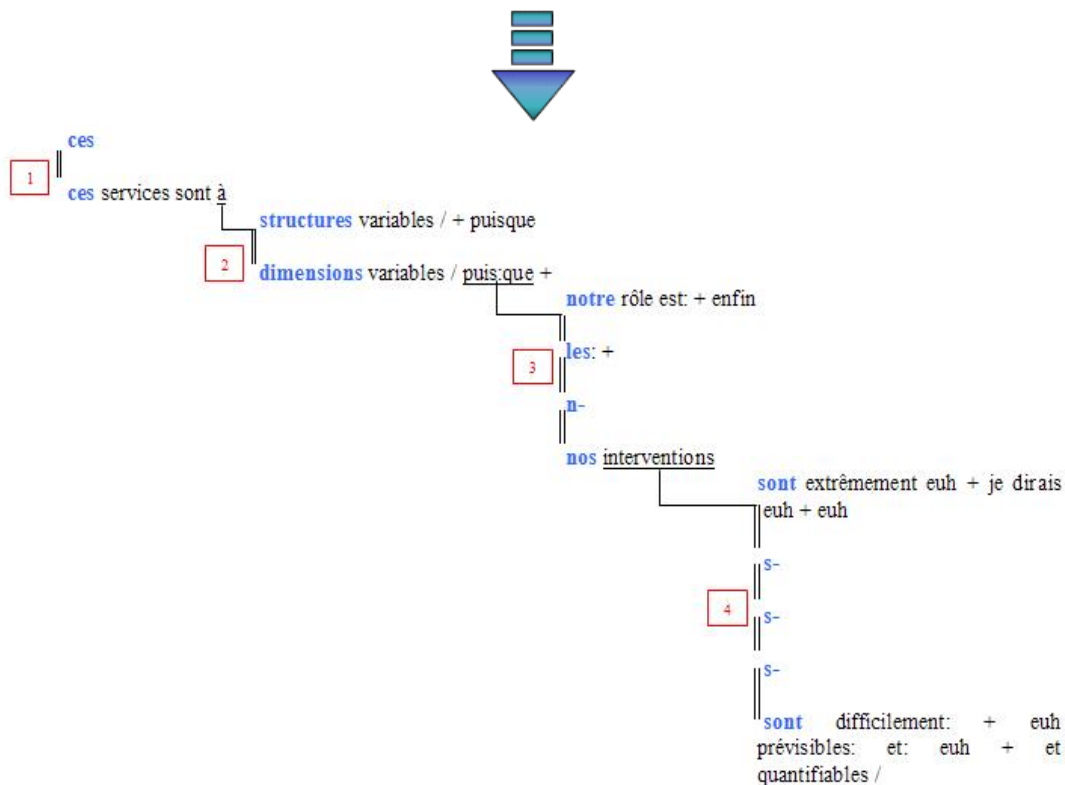 ces
1
ces services sont à
structures variables / + puisque
2
dimensions variables / puis:que +
notre rôle est: + enfin
les: +
3
n-
nos interventions
sont extrêmement euh + je dirais
euh + euh
s-
4
s-
s-
sont difficilement: + euh
prévisibles: et: euh + et
quantifiables /